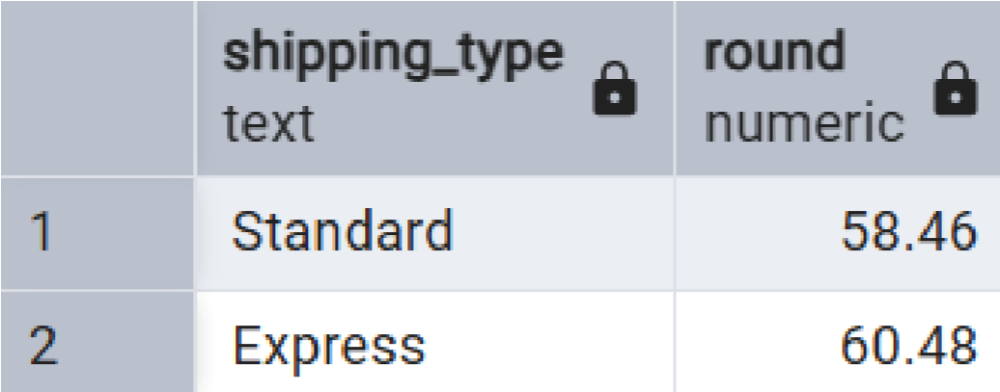 shipping_type round
text numeric
1 Standard 58.46
2 Express 60.48